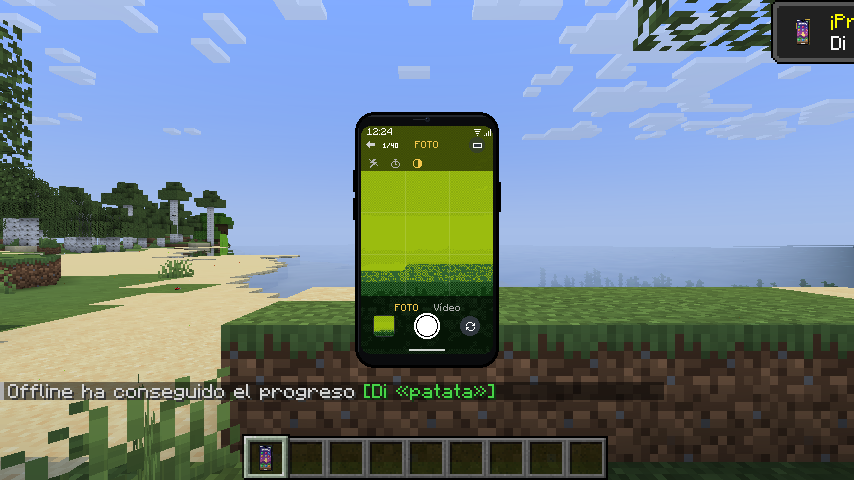 ¡Pr
Di
12:24
1/40 FOTO
FOTO Vídeo
Offline ha conseguido el progreso [Di «patata»]